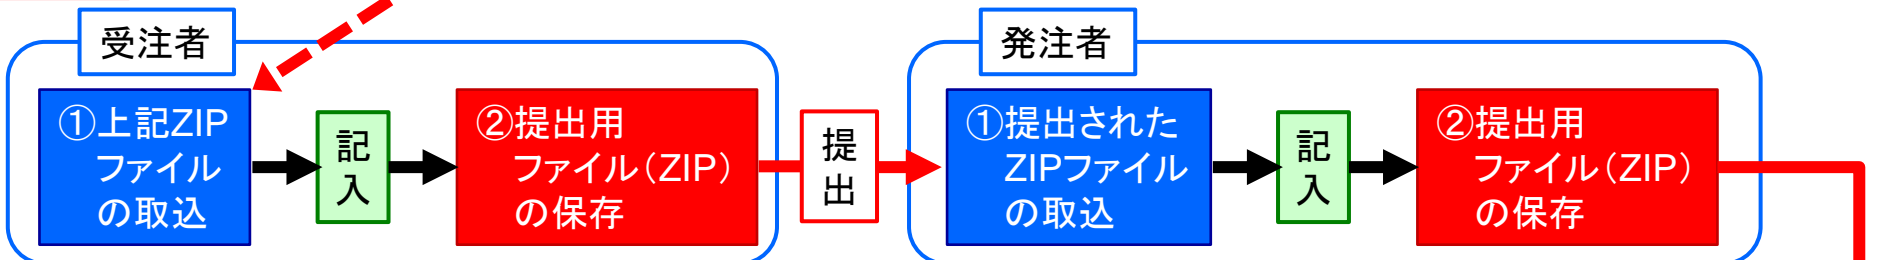 受注者
①上記ZIP
ファイル
の取込
記
入
②提出用
ファイル（ZIP）
の保存
提
出
発注者
①提出された
ZIPファイル
の取込
記
入
②提出用
ファイル（ZIP）
の保存